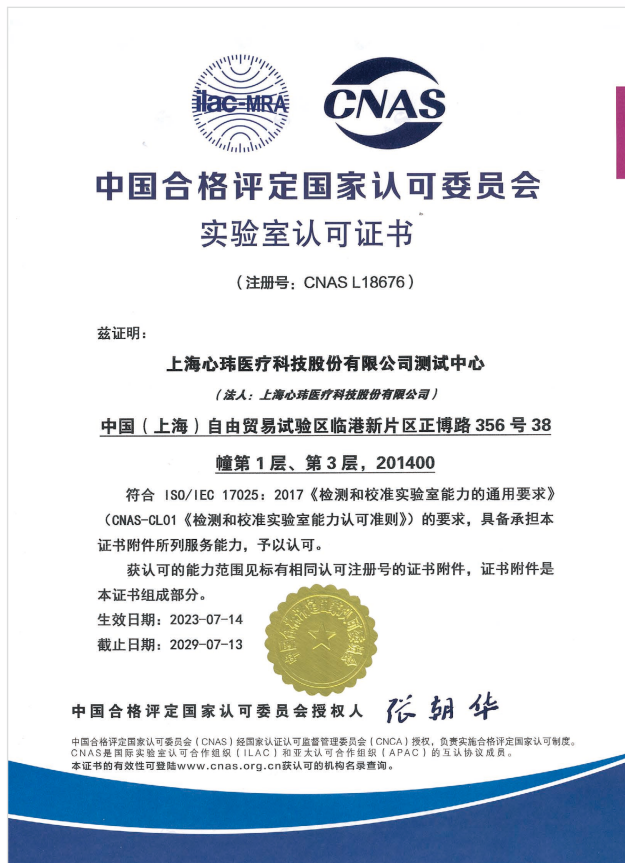 ilac-MRA
CNAS
中国合格评定国家认可委员会
实验室认可证书
（注册号：CNAS L18676）
兹证明：
上海心玮医疗科技股份有限公司测试中心
（法人：上海心玮医疗科技股份有限公司）
中国（上海）自由贸易试验区临港新片区正博路 356 号 38
幢第 1 层、第 3 层，201400
符合 ISO/IEC 17025：2017《检测和校准实验室能力的通用要求》
（CNAS-CL01《检测和校准实验室能力认可准则》）的要求，具备承担本
证书附件所列服务能力，予以认可。
获认可的能力范围见标有相同认可注册号的证书附件，证书附件是
本证书组成部分。
生效日期：2023-07-14
截止日期：2029-07-13
中国合格评定国家认可委员会
中国合格评定国家认可委员会授权人 张朝华
中国合格评定国家认可委员会（CNAS）经国家认证认可监督管理委员会（CNCA）授权，负责实施合格评定国家认可制度。
CNAS是国际实验室认可合作组织（ILAC）和亚太认可合作组织（APAC）的互认协议成员。
本证书的有效性可登陆www.cnas.org.cn获认可的机构名录查询。